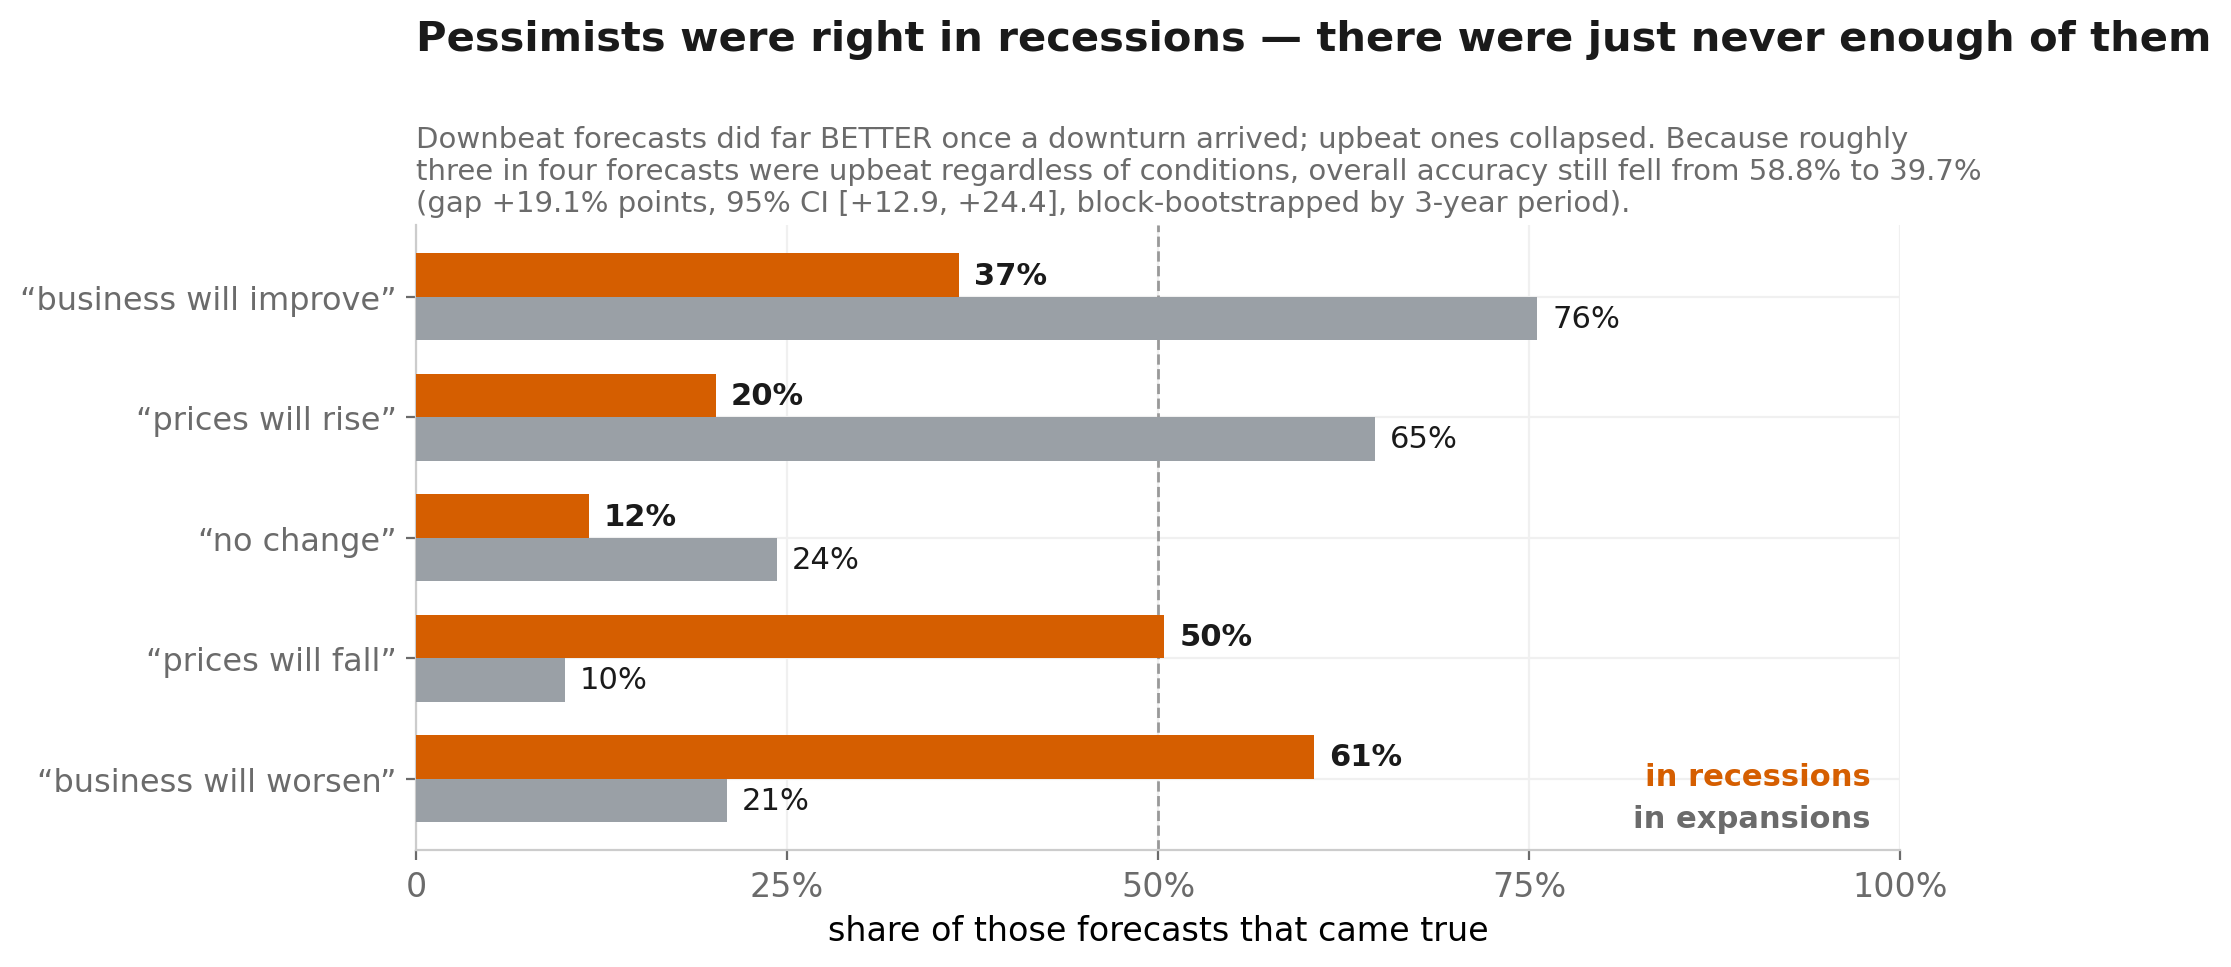 Pessimists were right in recessions — there were just never enough of them
Downbeat forecasts did far BETTER once a downturn arrived; upbeat ones collapsed. Because roughly
three in four forecasts were upbeat regardless of conditions, overall accuracy still fell from 58.8% to 39.7%
(gap +19.1% points, 95% CI [+12.9, +24.4], block-bootstrapped by 3-year period).
“business will improve”
37%
76%
“prices will rise”
20%
65%
“no change”
12%
24%
“prices will fall”
50%
10%
“business will worsen”
61%
21%
in recessions
in expansions
0
25%
50%
75%
100%
share of those forecasts that came true